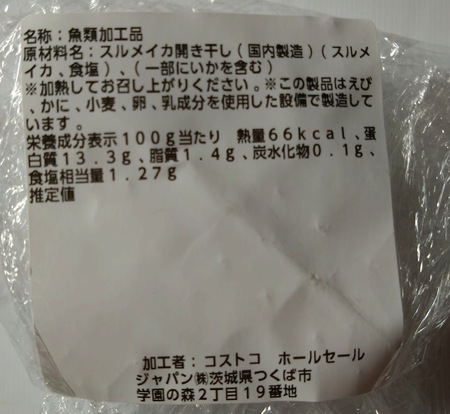 名称：魚類加工品
原材料名：スルメイカ開き干し（国内製造）（スルメ
イカ、食塩）、（一部にいかを含む）
※加熱してお召し上がりください。※この製品はえび
、かに、小麦、卵、乳成分を使用した設備で製造して
います。
栄養成分表示１００ｇ当たり　熱量６６ｋｃａｌ、蛋
白質１３．３ｇ、脂質１．４ｇ、炭水化物０．１ｇ、
食塩相当量１．２７ｇ
推定値
加工者：コストコ　ホールセール
ジャパン㈱茨城県つくば市
学園の森２丁目１９番地